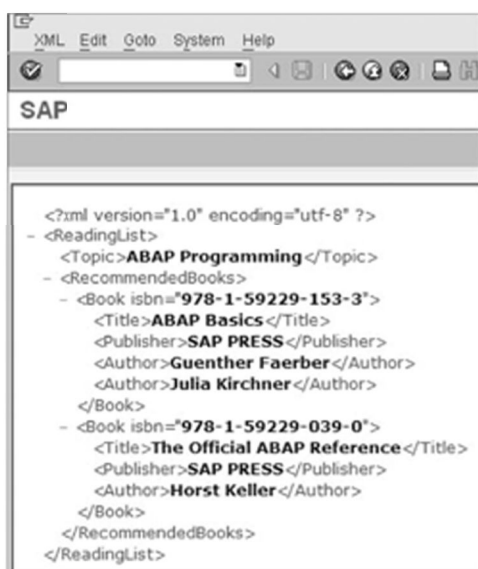 XML Edit Goto System Help
SAP
<?xml version="1.0" encoding="utf-8" ?>
– <ReadingList>
<Topic>ABAP Programming</Topic>
– <RecommendedBooks>
– <Book isbn="978-1-59229-153-3">
<Title>ABAP Basics</Title>
<Publisher>SAP PRESS</Publisher>
<Author>Guenther Faerber</Author>
<Author>Julia Kirchner</Author>
</Book>
– <Book isbn="978-1-59229-039-0">
<Title>The Official ABAP Reference</Title>
<Publisher>SAP PRESS</Publisher>
<Author>Horst Keller</Author>
</Book>
</RecommendedBooks>
</ReadingList>